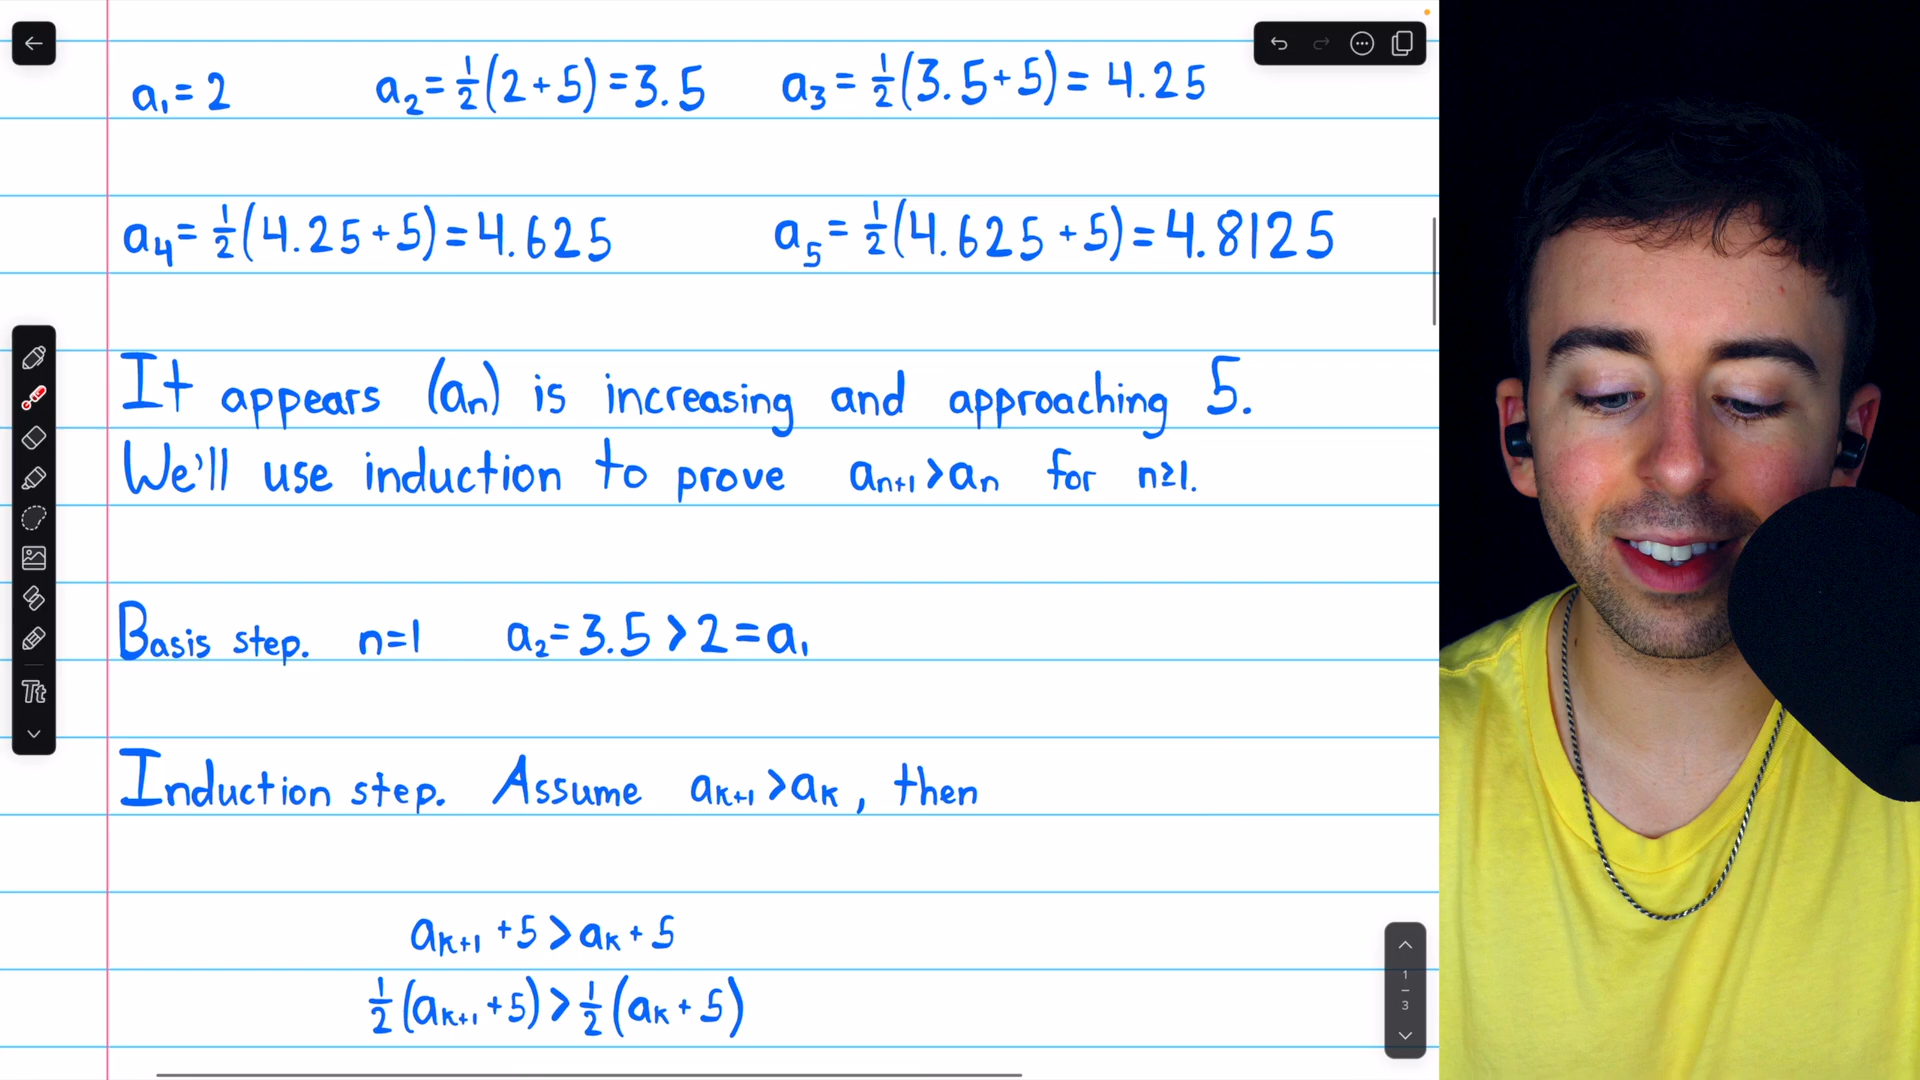 a₁ = 2 a₂ = ½(2+5) = 3.5 a₃ = ½(3.5+5) = 4.25
a₄ = ½(4.25+5) = 4.625 a₅ = ½(4.625+5) = 4.8125
It appears (aₙ) is increasing and approaching 5.
We'll use induction to prove aₙ₊₁ > aₙ for n≥1.
Basis step. n=1 a₂ = 3.5 > 2 = a₁
Induction step. Assume aₖ₊₁ > aₖ, then
aₖ₊₁ + 5 > aₖ + 5
½(aₖ₊₁ + 5) > ½(aₖ + 5)
Tt
1
3